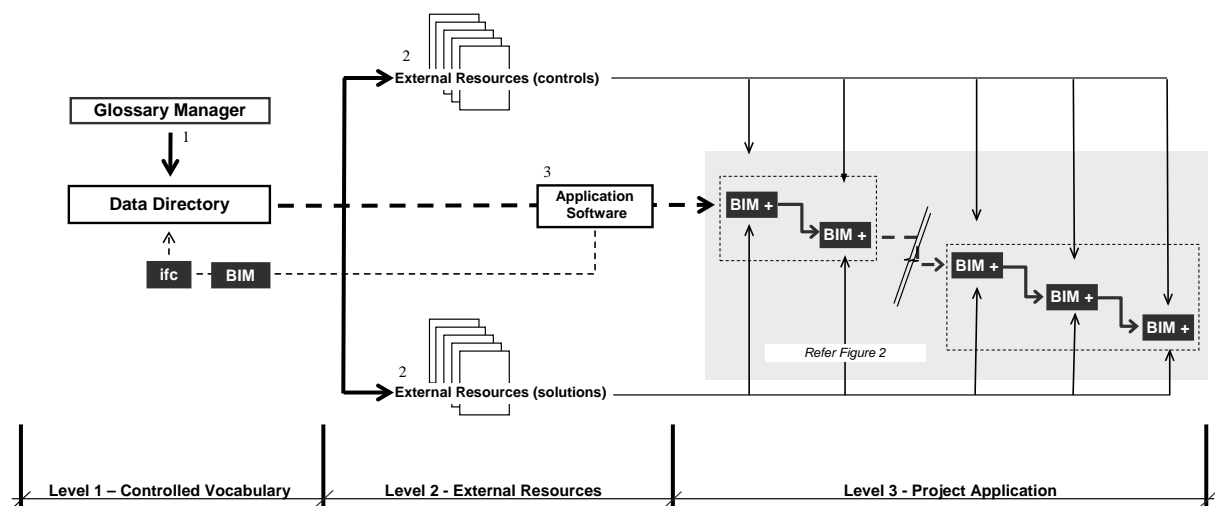 2
External Resources (controls)
Glossary Manager
1
3
Data Directory
Application
Software
BIM +
BIM +
ifc
BIM
BIM +
BIM +
BIM +
Refer Figure 2
2
External Resources (solutions)
Level 1 – Controlled Vocabulary
Level 2 - External Resources
Level 3 - Project Application